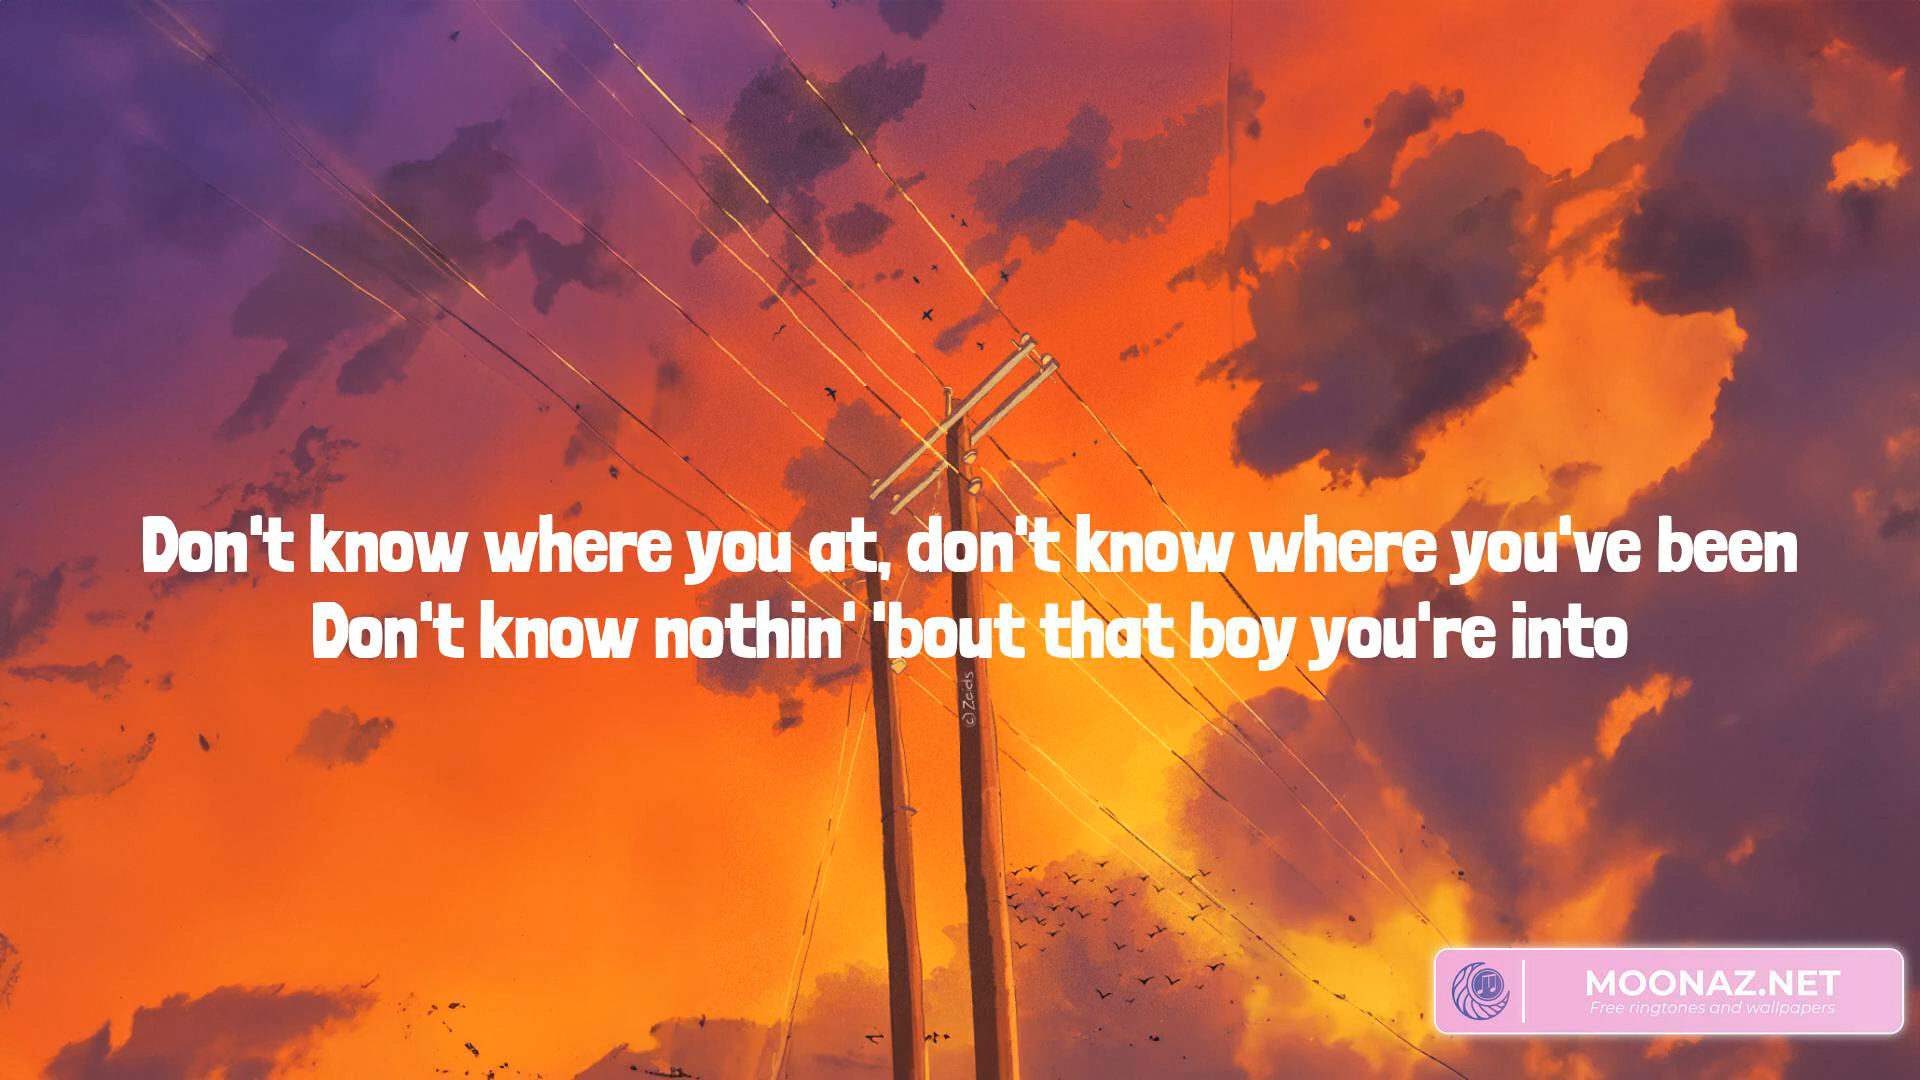 Don't know where you at, don't know where you've been
Don't know nothin' 'bout that boy you're into
© Zeids
MOONAZ.NET
Free ringtones and wallpapers